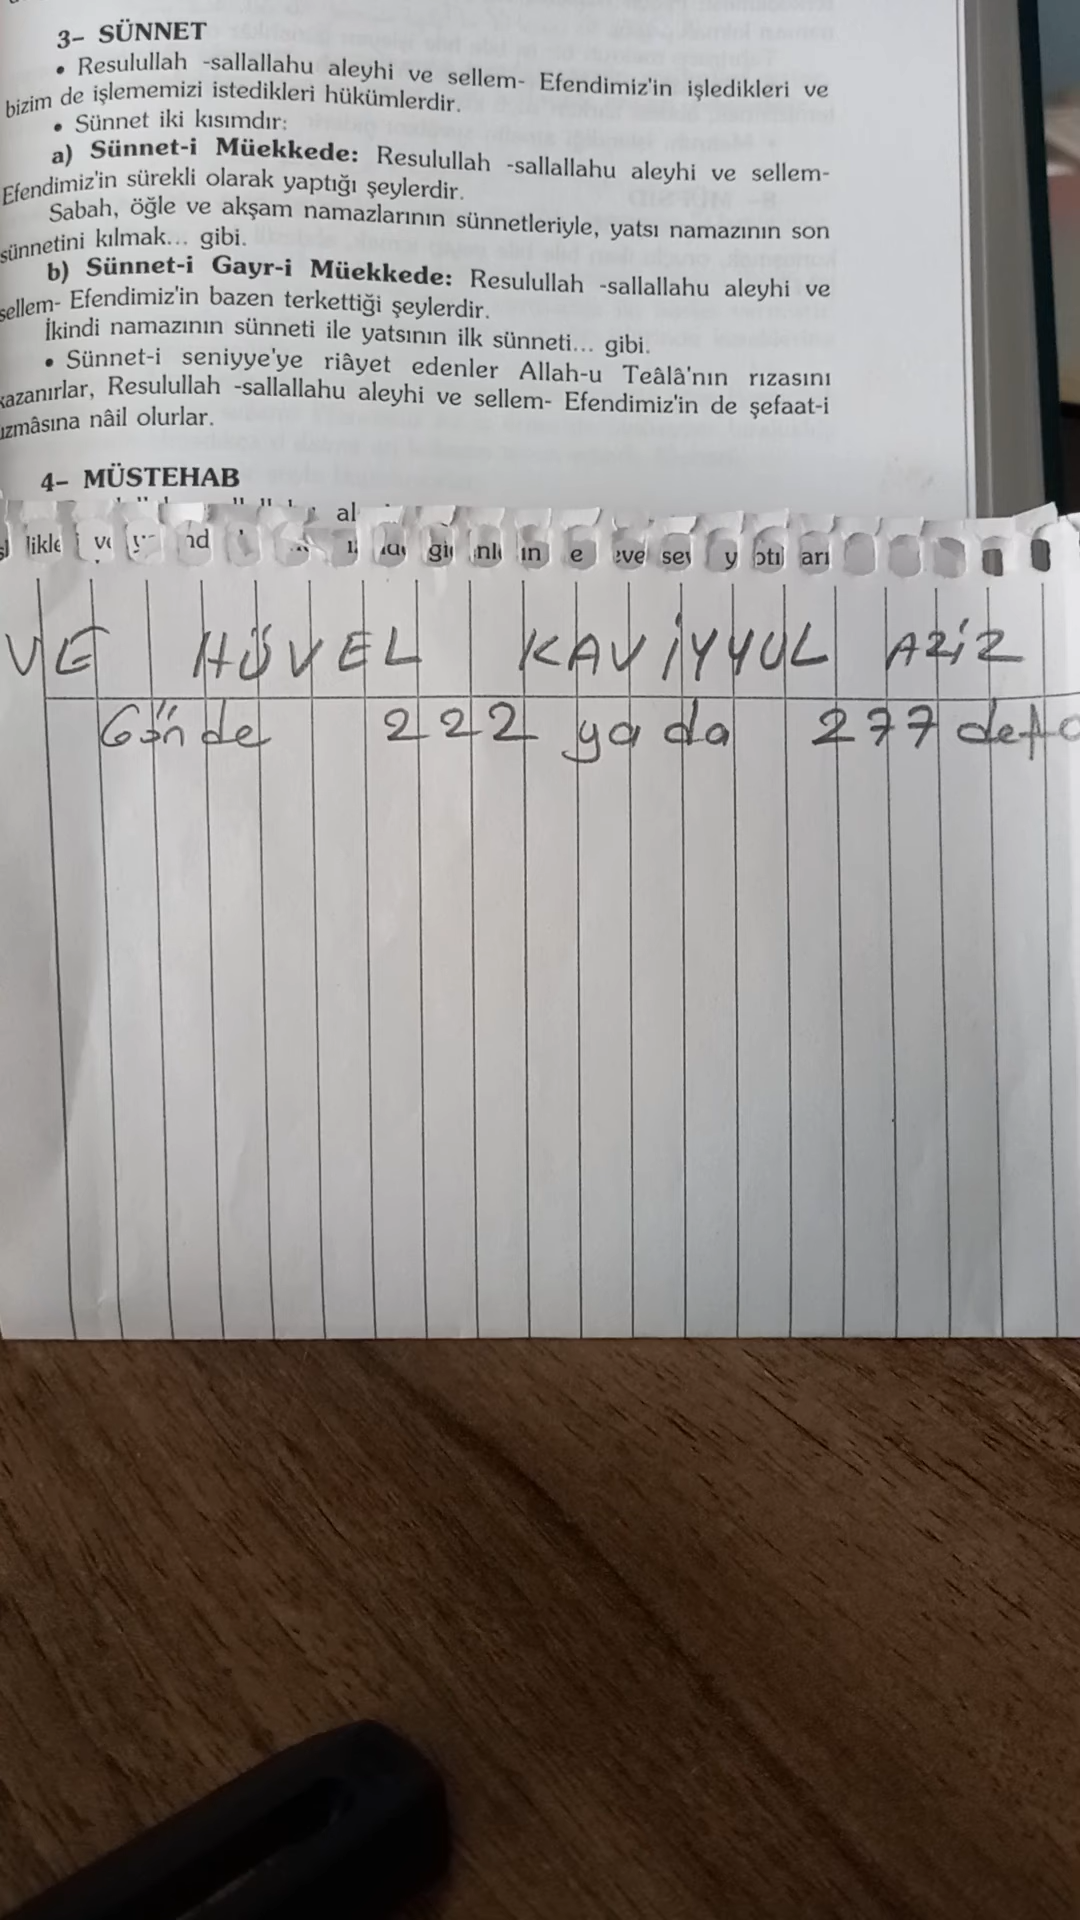 3- SÜNNET
• Resulullah -sallallahu aleyhi ve sellem- Efendimiz'in işledikleri ve
bizim de işlememizi istedikleri hükümlerdir.
• Sünnet iki kısımdır:
a) Sünnet-i Müekkede: Resulullah -sallallahu aleyhi ve sellem-
Efendimiz'in sürekli olarak yaptığı şeylerdir.
Sabah, öğle ve akşam namazlarının sünnetleriyle, yatsı namazının son
sünnetini kılmak... gibi.
b) Sünnet-i Gayr-i Müekkede: Resulullah -sallallahu aleyhi ve
sellem- Efendimiz'in bazen terkettiği şeylerdir.
İkindi namazının sünneti ile yatsının ilk sünneti... gibi.
• Sünnet-i seniyye'ye riâyet edenler Allah-u Teâlâ'nın rızasını
kazanırlar, Resulullah -sallallahu aleyhi ve sellem- Efendimiz'in de şefaat-i
uzmâsına nâil olurlar.
4- MÜSTEHAB
VE HÜVEL KAVİYYUL AZİZ
Günde 222 ya da 277 defa